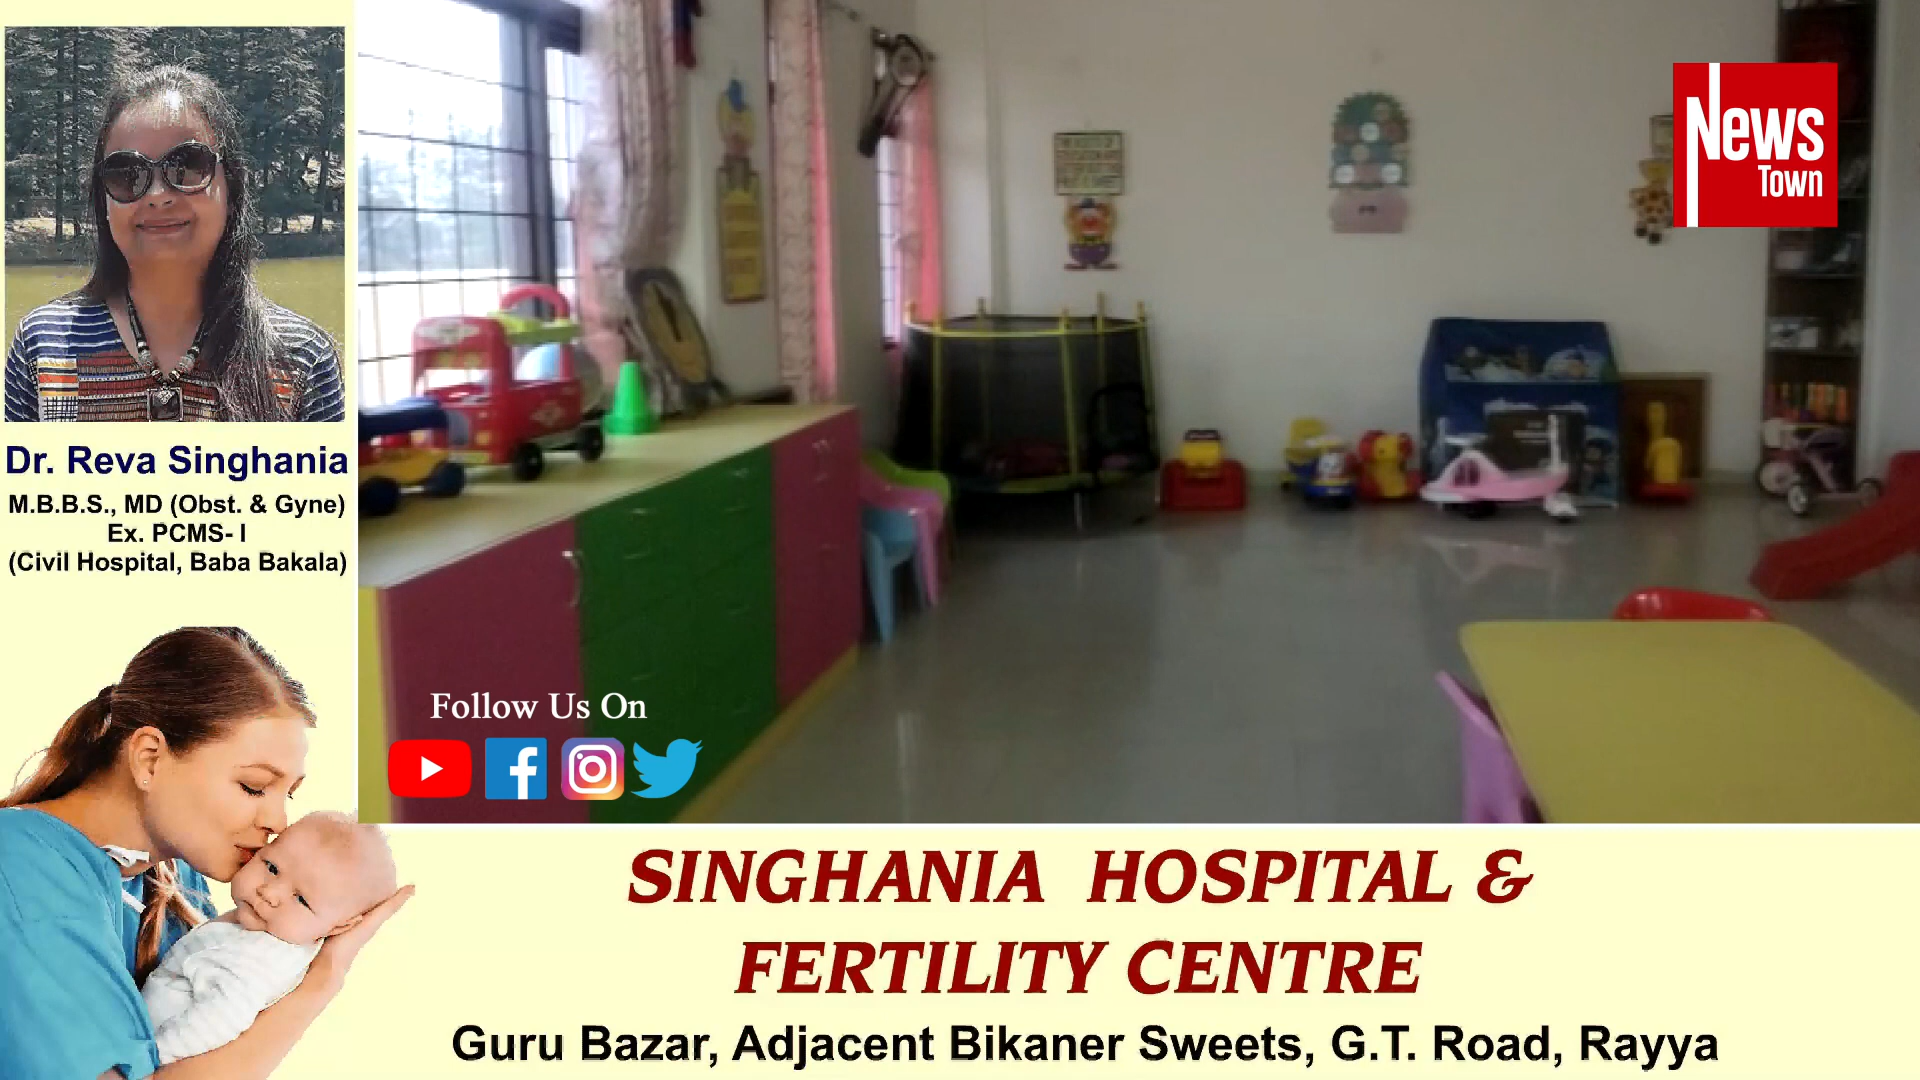 News
Town
Dr. Reva Singhania
M.B.B.S., MD (Obst. & Gyne)
Ex. PCMS- I
(Civil Hospital, Baba Bakala)
Follow Us On
SINGHANIA HOSPITAL &
FERTILITY CENTRE
Guru Bazar, Adjacent Bikaner Sweets, G.T. Road, Rayya